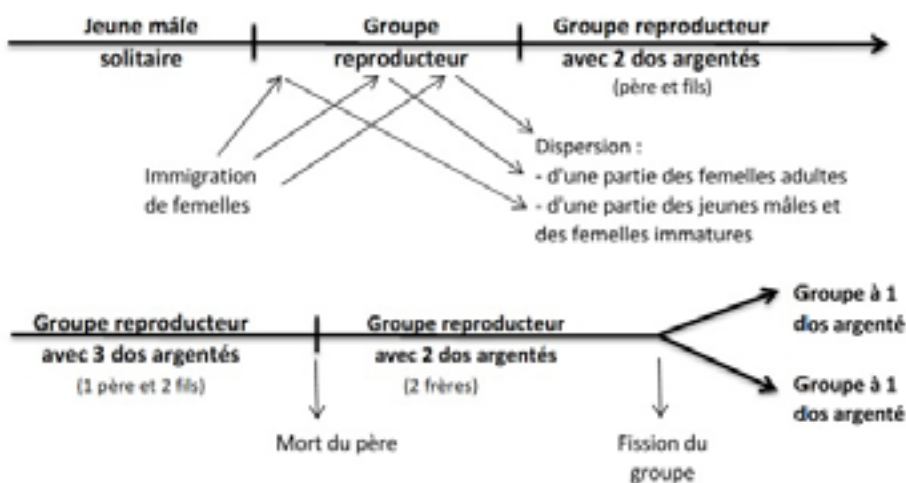 Jeune mâle
solitaire
Groupe
reproducteur
Groupe reproducteur
avec 2 dos argentés
(père et fils)
Immigration
de femelles
Dispersion :
- d'une partie des femelles adultes
- d'une partie des jeunes mâles et
des femelles immatures
Groupe reproducteur
avec 3 dos argentés
(1 père et 2 fils)
Groupe reproducteur
avec 2 dos argentés
(2 frères)
Groupe à 1
dos argenté
Groupe à 1
dos argenté
Mort du père
Fission du
groupe